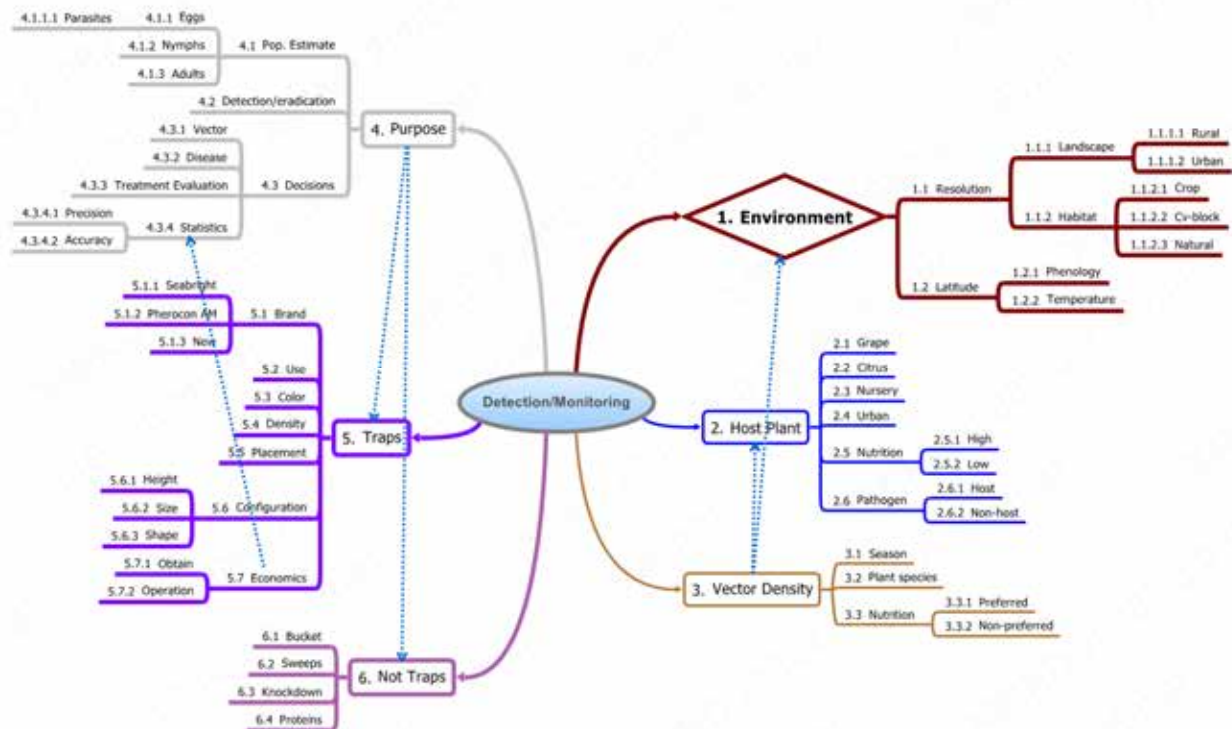 Detection/Monitoring
1. Environment
1.1 Resolution
1.1.1 Landscape
1.1.1.1 Rural
1.1.1.2 Urban
1.1.2 Habitat
1.1.2.1 Crop
1.1.2.2 Cv-block
1.1.2.3 Natural
1.2 Latitude
1.2.1 Phenology
1.2.2 Temperature
2. Host Plant
2.1 Grape
2.2 Citrus
2.3 Nursery
2.4 Urban
2.5 Nutrition
2.5.1 High
2.5.2 Low
2.6 Pathogen
2.6.1 Host
2.6.2 Non-host
3. Vector Density
3.1 Season
3.2 Plant species
3.3 Nutrition
3.3.1 Preferred
3.3.2 Non-preferred
4. Purpose
4.1 Pop. Estimate
4.1.1 Eggs
4.1.1.1 Parasites
4.1.2 Nymphs
4.1.3 Adults
4.2 Detection/eradication
4.3 Decisions
4.3.1 Vector
4.3.2 Disease
4.3.3 Treatment Evaluation
4.3.4 Statistics
4.3.4.1 Precision
4.3.4.2 Accuracy
5. Traps
5.1 Brand
5.1.1 Seabright
5.1.2 Pherocon AM
5.1.3 New
5.2 Use
5.3 Color
5.4 Density
5.5 Placement
5.6 Configuration
5.6.1 Height
5.6.2 Size
5.6.3 Shape
5.7 Economics
5.7.1 Obtain
5.7.2 Operation
6. Not Traps
6.1 Bucket
6.2 Sweeps
6.3 Knockdown
6.4 Proteins